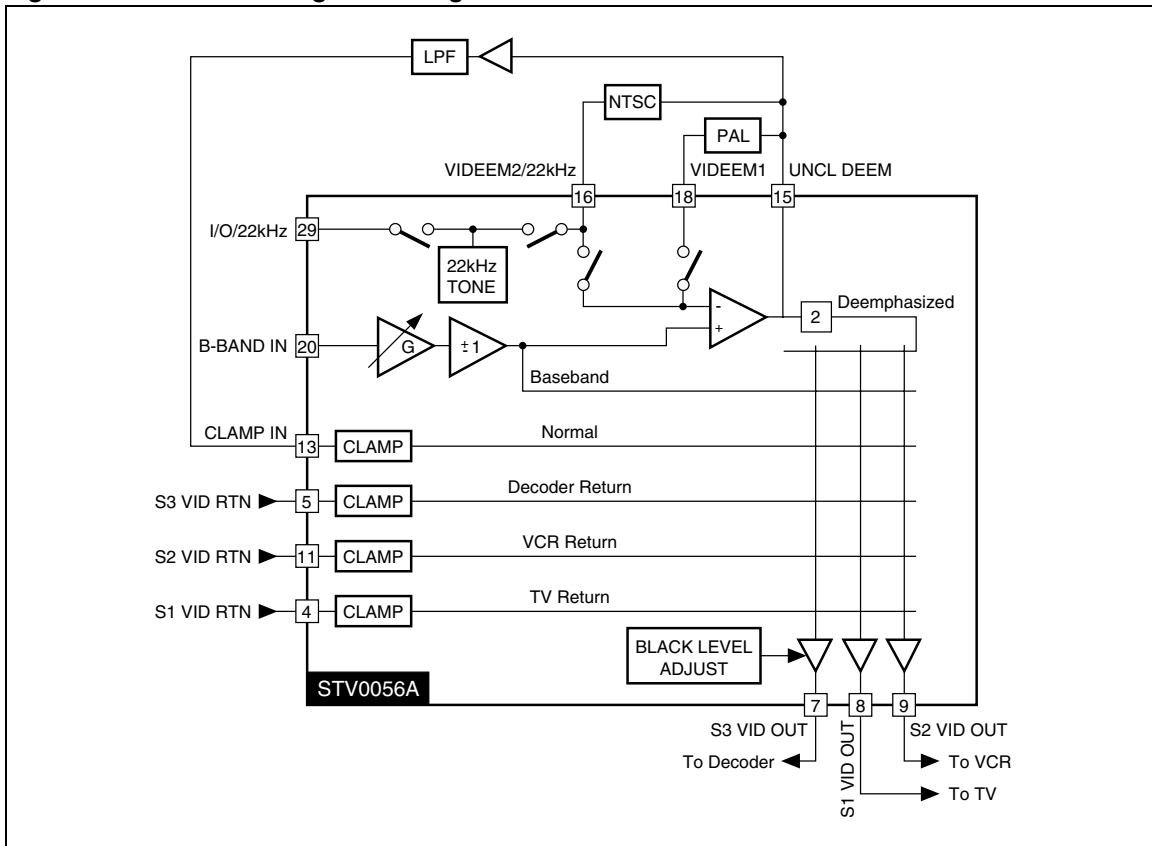 LPF
NTSC
PAL
VIDEEM2/22kHz
VIDEEM1
UNCL DEEM
16
18
15
I/O/22kHz
29
22kHz
TONE
2
Deemphasized
-
+
B-BAND IN
20
G
±1
Baseband
CLAMP IN
13
CLAMP
Normal
S3 VID RTN
5
CLAMP
Decoder Return
S2 VID RTN
11
CLAMP
VCR Return
S1 VID RTN
4
CLAMP
TV Return
BLACK LEVEL
ADJUST
STV0056A
7
8
9
S3 VID OUT
S1 VID OUT
S2 VID OUT
To Decoder
To VCR
To TV